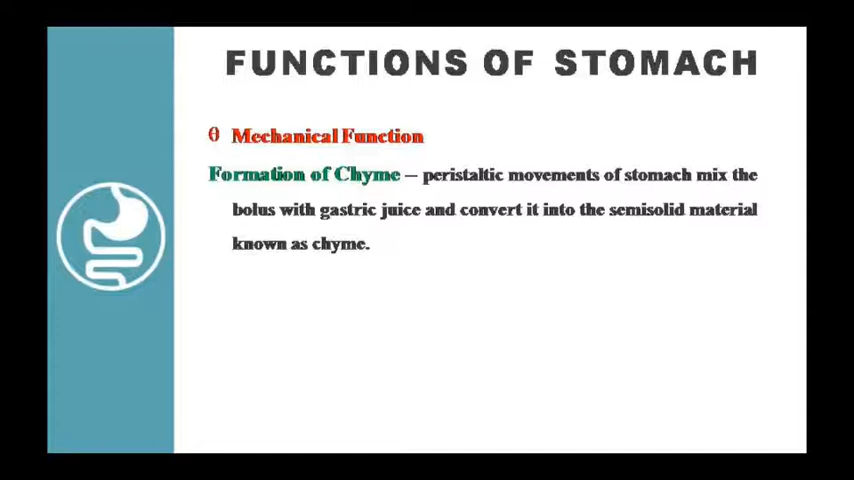 FUNCTIONS OF STOMACH
θ Mechanical Function
Formation of Chyme – peristaltic movements of stomach mix the
bolus with gastric juice and convert it into the semisolid material
known as chyme.